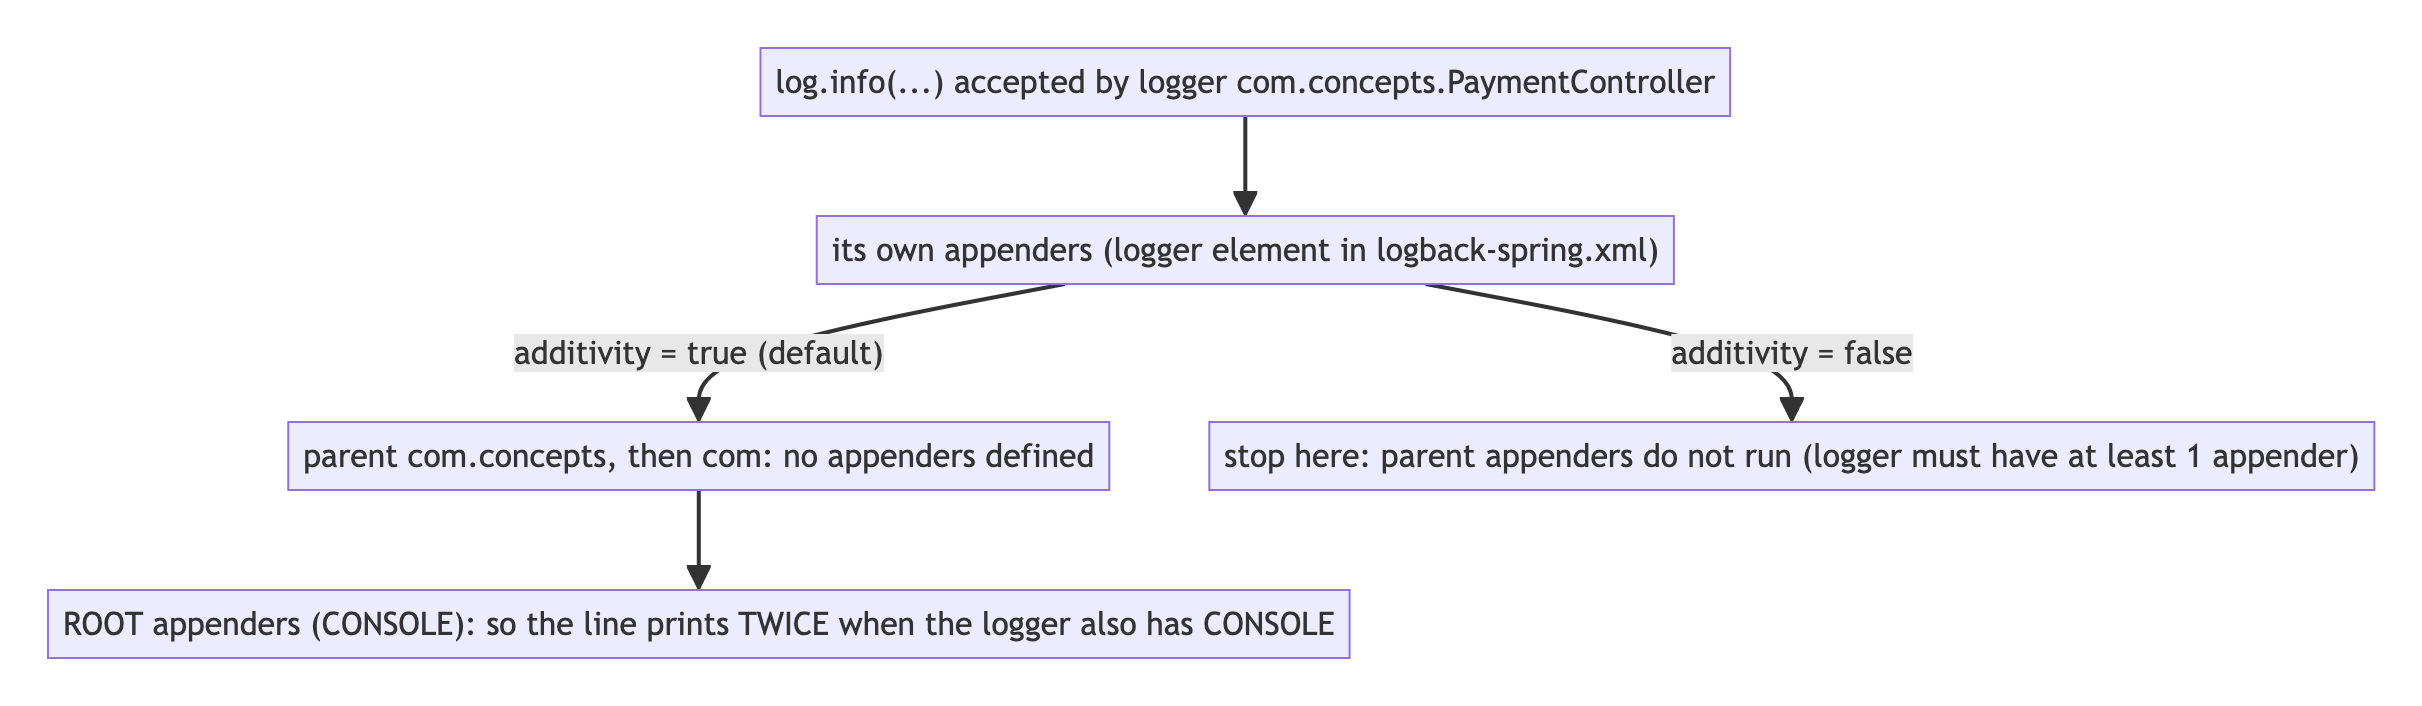 log.info(...) accepted by logger com.concepts.PaymentController
its own appenders (logger element in logback-spring.xml)
additivity = true (default)
additivity = false
parent com.concepts, then com: no appenders defined
stop here: parent appenders do not run (logger must have at least 1 appender)
ROOT appenders (CONSOLE): so the line prints TWICE when the logger also has CONSOLE